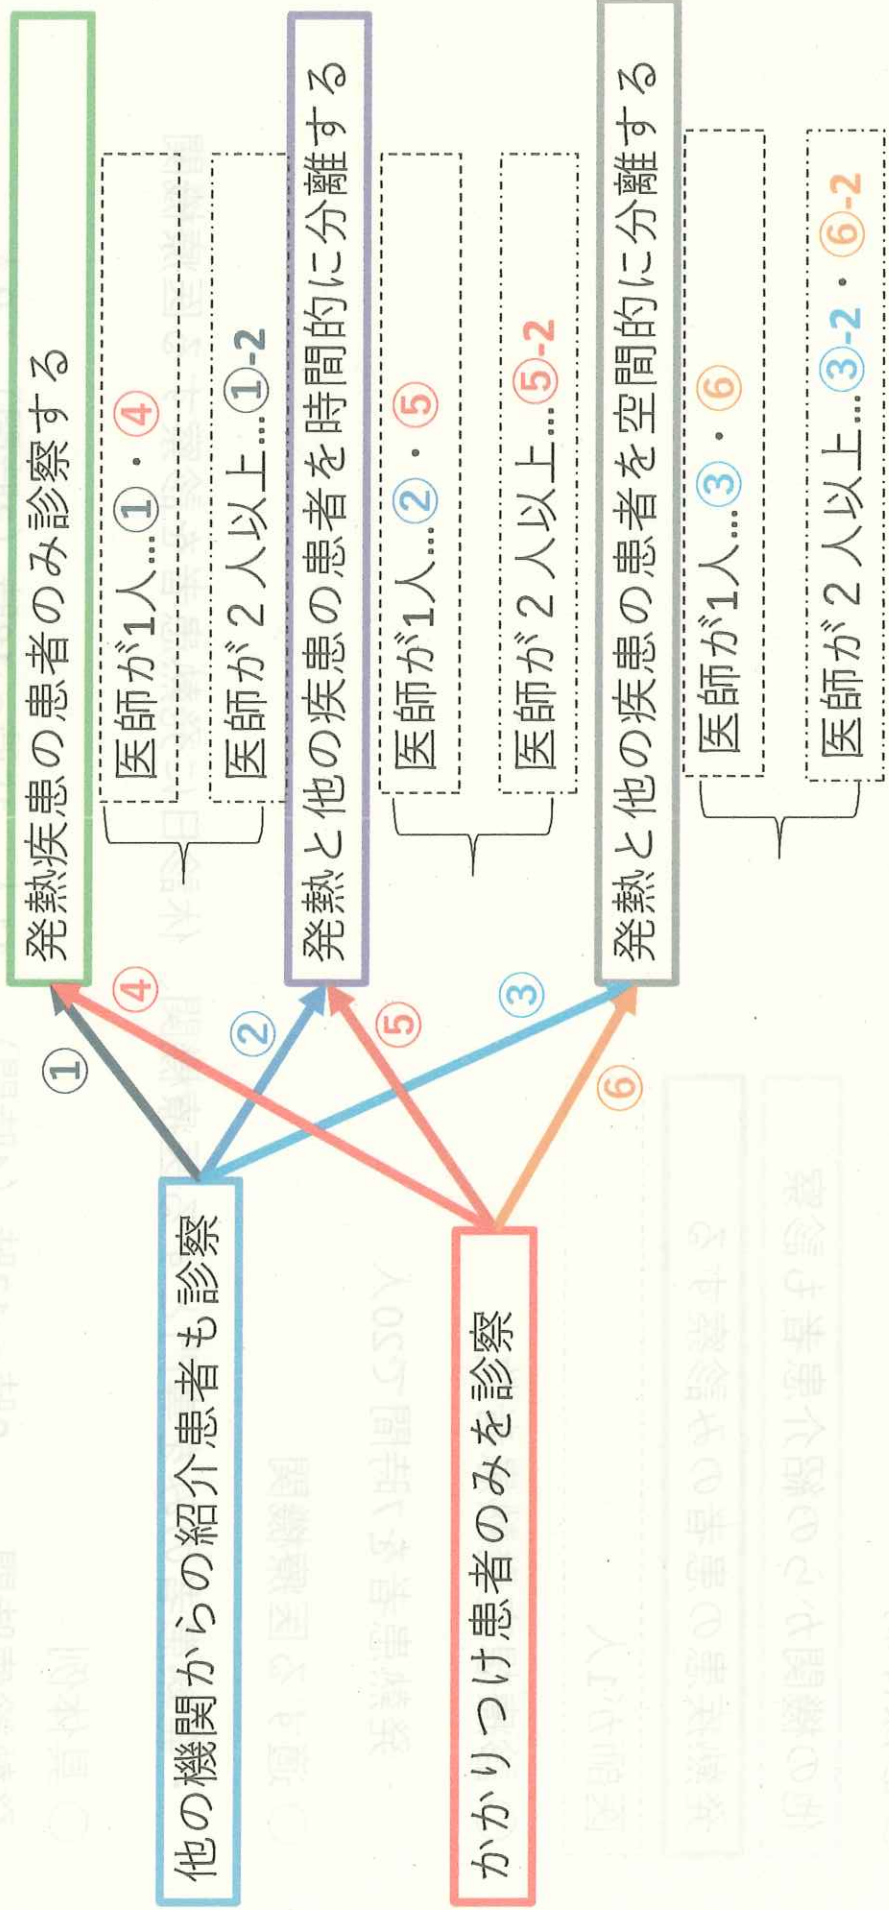 他の機関からの紹介患者も診察
かかりつけ患者のみを診察
①
④
②
⑤
③
⑥
発熱疾患の患者のみ診察する
医師が1人…①・④
医師が2人以上…①-2
発熱と他の疾患の患者を時間的に分離する
医師が1人…②・⑤
医師が2人以上…⑤-2
発熱と他の疾患の患者を空間的に分離する
医師が1人…③・⑥
医師が2人以上…③-2・⑥-2